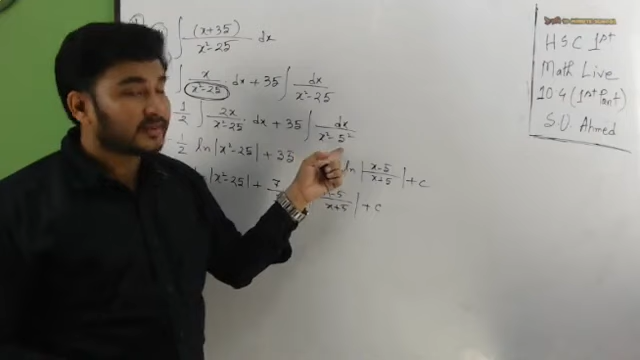 ∫ (x+35)/(x²-25) dx
∫ x/(x²-25) dx + 35 ∫ dx/(x²-25)
1/2 ∫ 2x/(x²-25) · dx + 35 ∫ dx/(x²-5²)
1/2 ln|x²-25| + 35 ln|(x-5)/(x+5)| + c
|x²-25| + 7 x-5/x+5| + c
HSC 1st
Math Live
10 4 (1st Part)
S.U. Ahmed